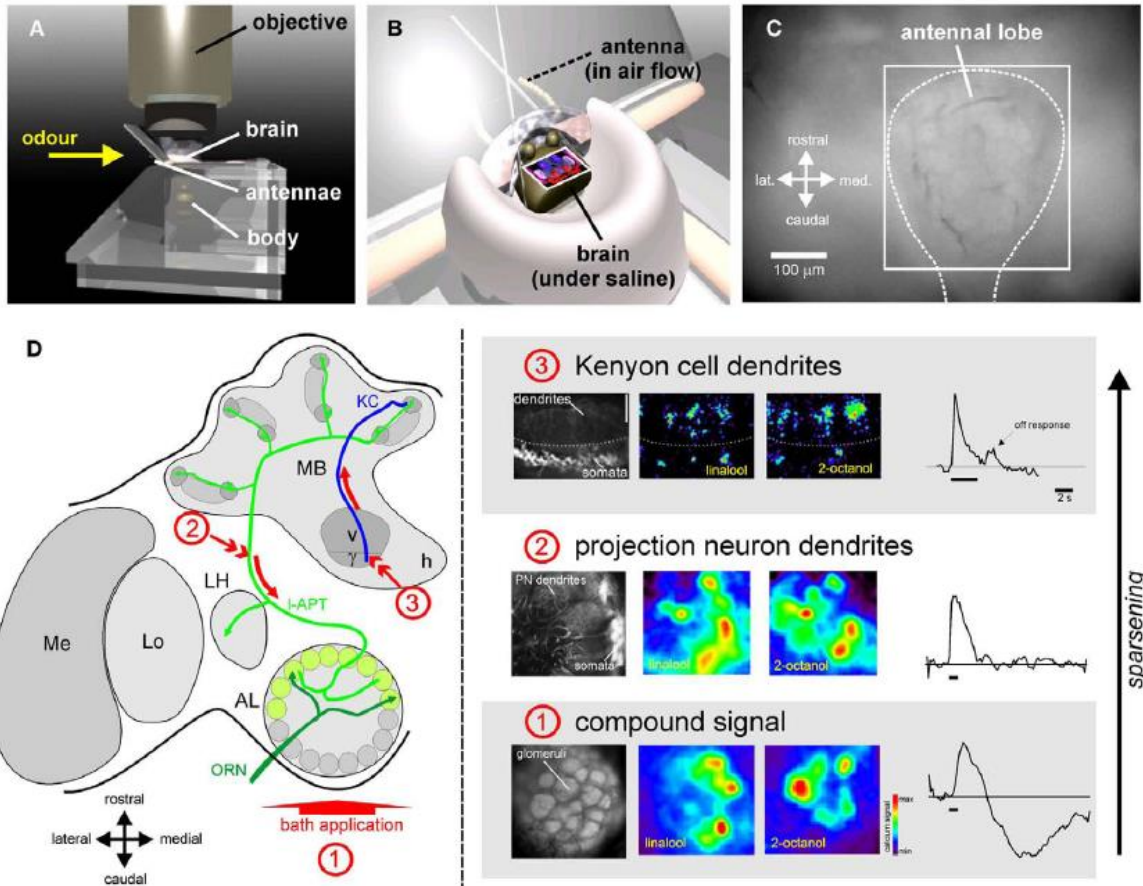 A
objective
odour
brain
antennae
body
B
antenna
(in air flow)
brain
(under saline)
C
antennal lobe
rostral
lat.
med.
caudal
100 μm
D
KC
MB
2
v
γ
h
3
LH
l-APT
Me
Lo
AL
ORN
rostral
lateral
medial
caudal
bath application
1
3 Kenyon cell dendrites
dendrites
somata
linalool
2-octanol
off response
2 s
2 projection neuron dendrites
PN dendrites
somata
linalool
2-octanol
1 compound signal
glomeruli
linalool
2-octanol
calcium signal
max
min
sparsening